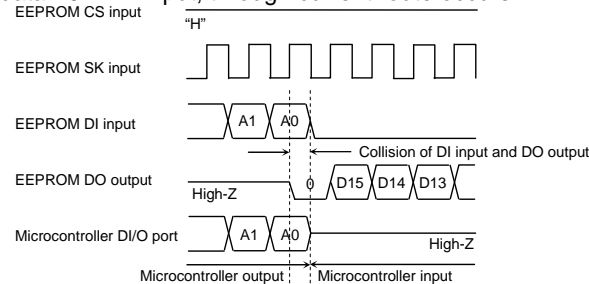 EEPROM CS input
"H"
EEPROM SK input
EEPROM DI input
A1 A0
Collision of DI input and DO output
EEPROM DO output
High-Z
0 D15 D14 D13
Microcontroller DI/O port
A1 A0
High-Z
Microcontroller output Microcontroller input